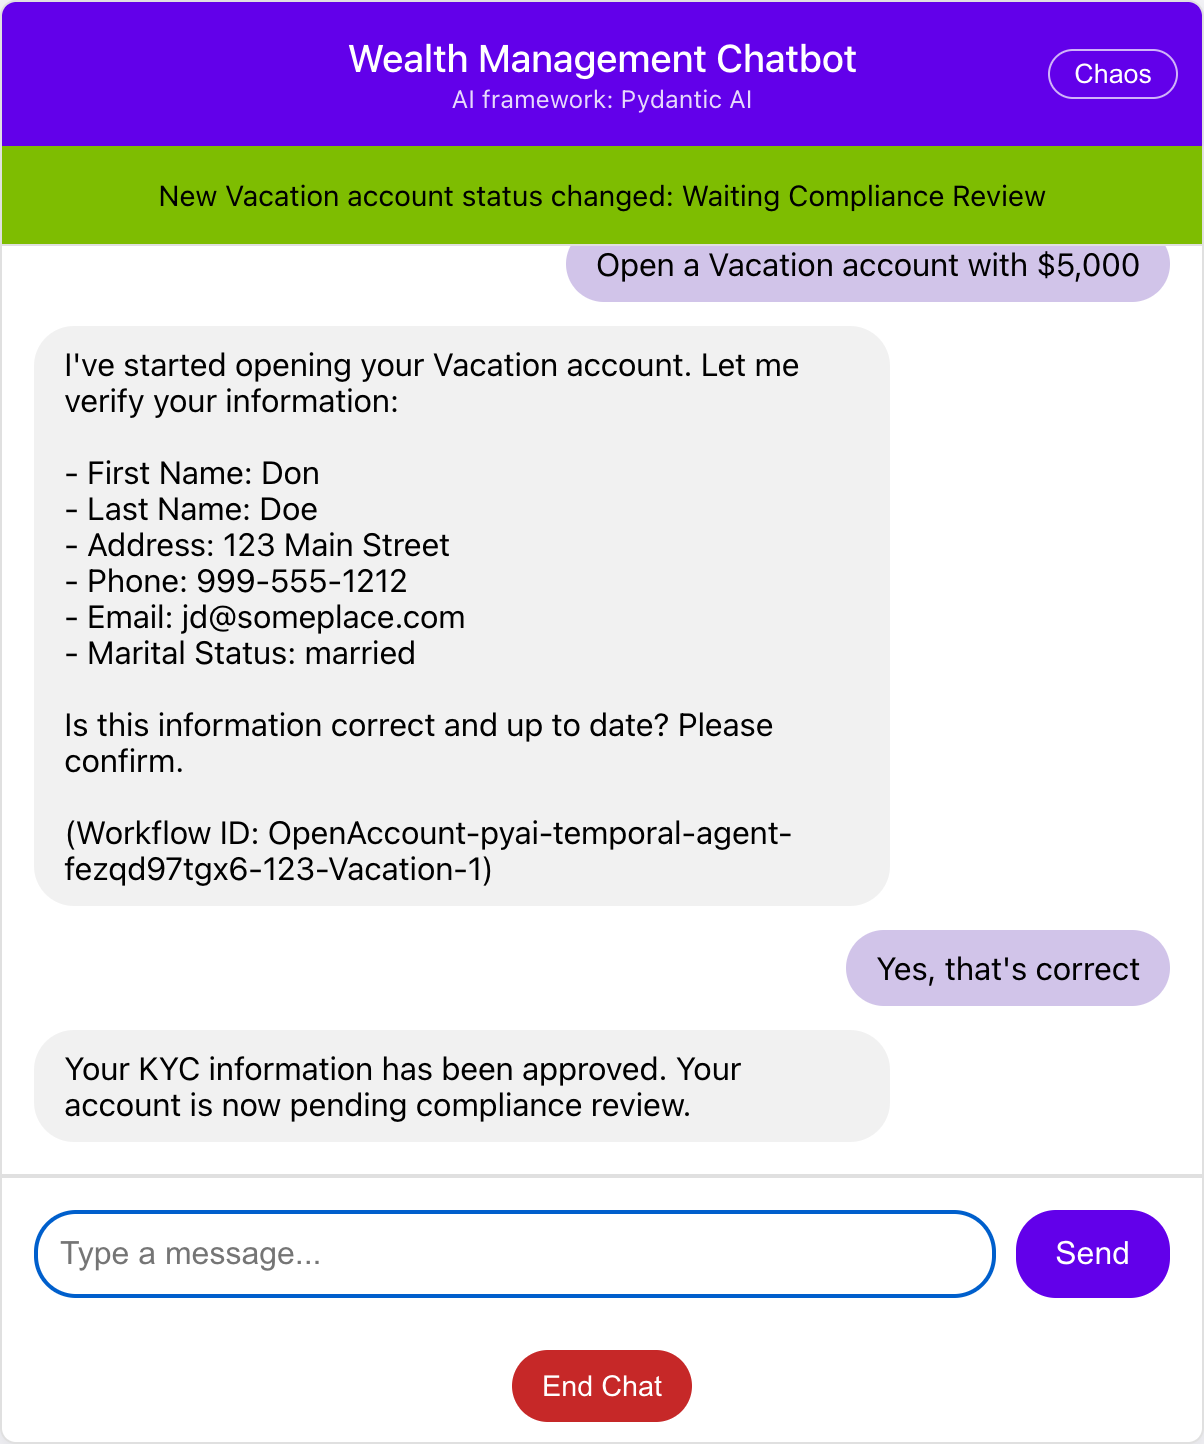 Wealth Management Chatbot
AI framework: Pydantic AI
Chaos
New Vacation account status changed: Waiting Compliance Review
Open a Vacation account with $5,000
I've started opening your Vacation account. Let me
verify your information:
- First Name: Don
- Last Name: Doe
- Address: 123 Main Street
- Phone: 999-555-1212
- Email: jd@someplace.com
- Marital Status: married
Is this information correct and up to date? Please
confirm.
(Workflow ID: OpenAccount-pyai-temporal-agent-
fezqd97tgx6-123-Vacation-1)
Yes, that's correct
Your KYC information has been approved. Your
account is now pending compliance review.
Type a message...
Send
End Chat